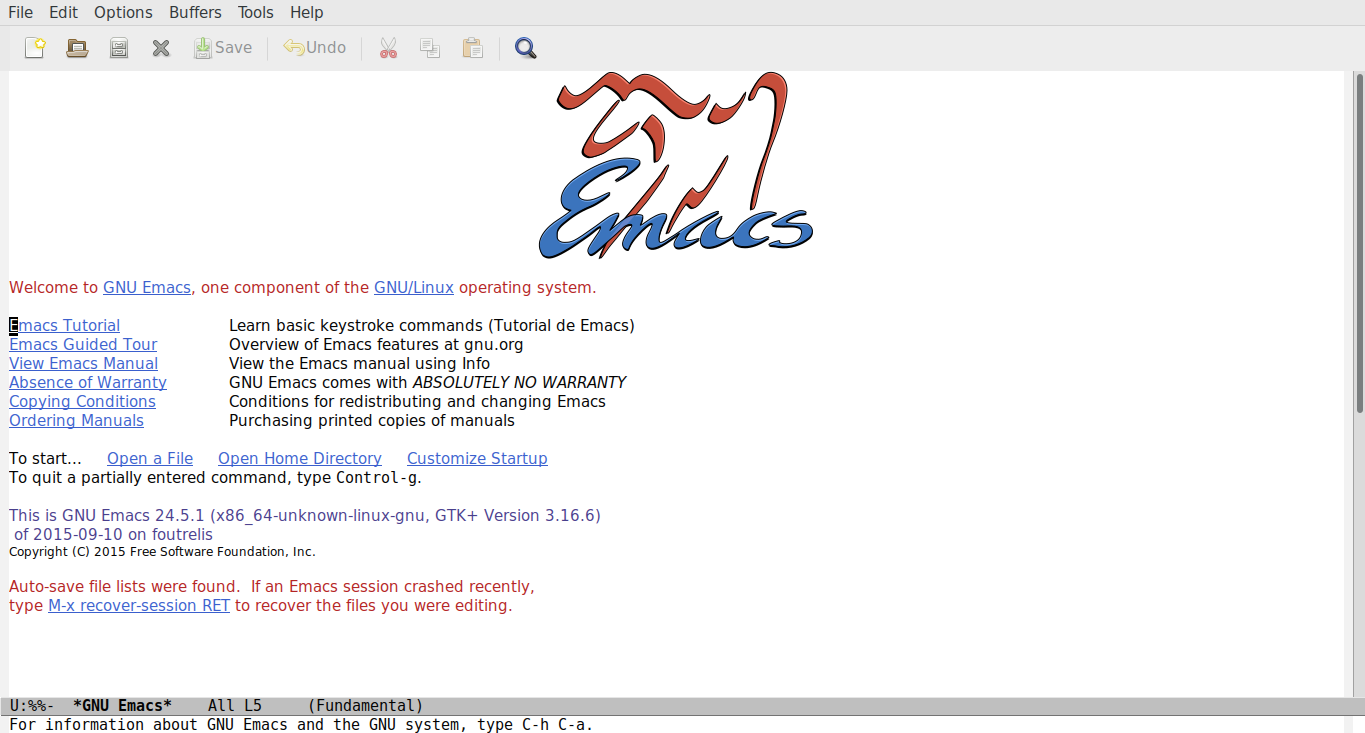 File Edit Options Buffers Tools Help
Save Undo
Emacs
Welcome to GNU Emacs, one component of the GNU/Linux operating system.
Emacs Tutorial Learn basic keystroke commands (Tutorial de Emacs)
Emacs Guided Tour Overview of Emacs features at gnu.org
View Emacs Manual View the Emacs manual using Info
Absence of Warranty GNU Emacs comes with ABSOLUTELY NO WARRANTY
Copying Conditions Conditions for redistributing and changing Emacs
Ordering Manuals Purchasing printed copies of manuals
To start... Open a File Open Home Directory Customize Startup
To quit a partially entered command, type Control-g.
This is GNU Emacs 24.5.1 (x86_64-unknown-linux-gnu, GTK+ Version 3.16.6)
of 2015-09-10 on foutrelis
Copyright (C) 2015 Free Software Foundation, Inc.
Auto-save file lists were found.  If an Emacs session crashed recently,
type M-x recover-session RET to recover the files you were editing.
U:%%-  *GNU Emacs*    All L5     (Fundamental)
For information about GNU Emacs and the GNU system, type C-h C-a.